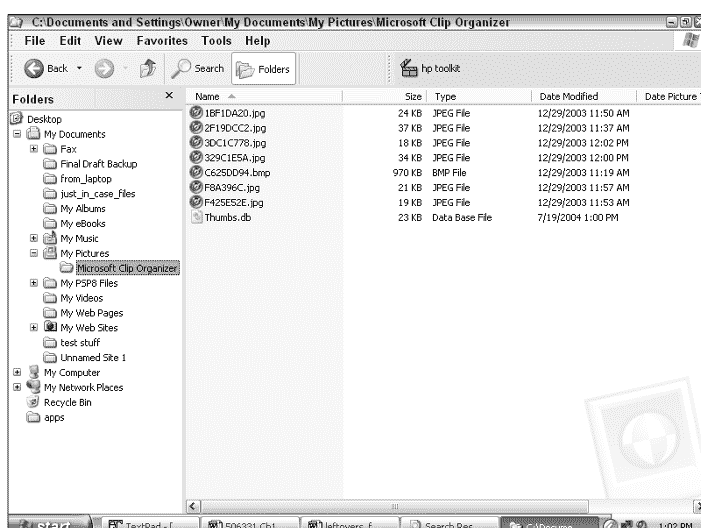 C:\Documents and Settings\Owner\My Documents\My Pictures\Microsoft Clip Organizer
File Edit View Favorites Tools Help
Back Search Folders hp toolkit
Folders ×
Desktop
My Documents
Fax
Final Draft Backup
from_laptop
just_in_case_files
My Albums
My eBooks
My Music
My Pictures
Microsoft Clip Organizer
My PSP8 Files
My Videos
My Web Pages
My Web Sites
test stuff
Unnamed Site 1
My Computer
My Network Places
Recycle Bin
apps
Name Size Type Date Modified Date Picture
1BF1DA20.jpg 24 KB JPEG File 12/29/2003 11:50 AM
2F19DCC2.jpg 37 KB JPEG File 12/29/2003 11:37 AM
3DC1C778.jpg 18 KB JPEG File 12/29/2003 12:02 PM
329C1E5A.jpg 34 KB JPEG File 12/29/2003 12:00 PM
C625DD94.bmp 970 KB BMP File 12/29/2003 11:19 AM
F8A396C.jpg 21 KB JPEG File 12/29/2003 11:57 AM
F425E52E.jpg 19 KB JPEG File 12/29/2003 11:53 AM
Thumbs.db 23 KB Data Base File 7/19/2004 1:00 PM
start TextPad - [ 506331 Ch1 leftovers_f Search Res C:\Docume 1:02 PM